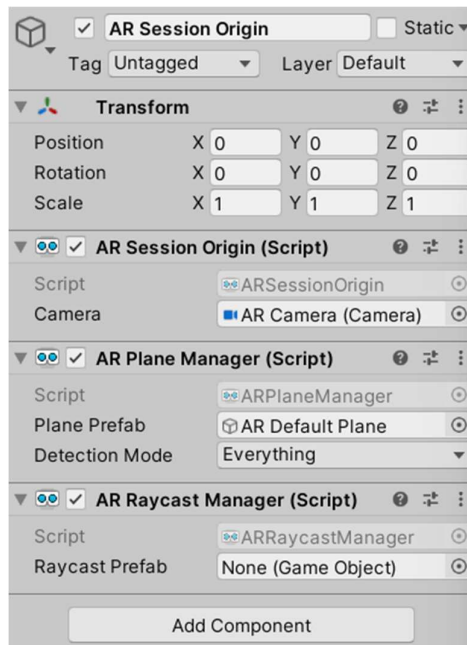 AR Session Origin Static
Tag Untagged Layer Default
Transform
Position X 0 Y 0 Z 0
Rotation X 0 Y 0 Z 0
Scale X 1 Y 1 Z 1
AR Session Origin (Script)
Script ARSessionOrigin
Camera AR Camera (Camera)
AR Plane Manager (Script)
Script ARPlaneManager
Plane Prefab AR Default Plane
Detection Mode Everything
AR Raycast Manager (Script)
Script ARRaycastManager
Raycast Prefab None (Game Object)
Add Component